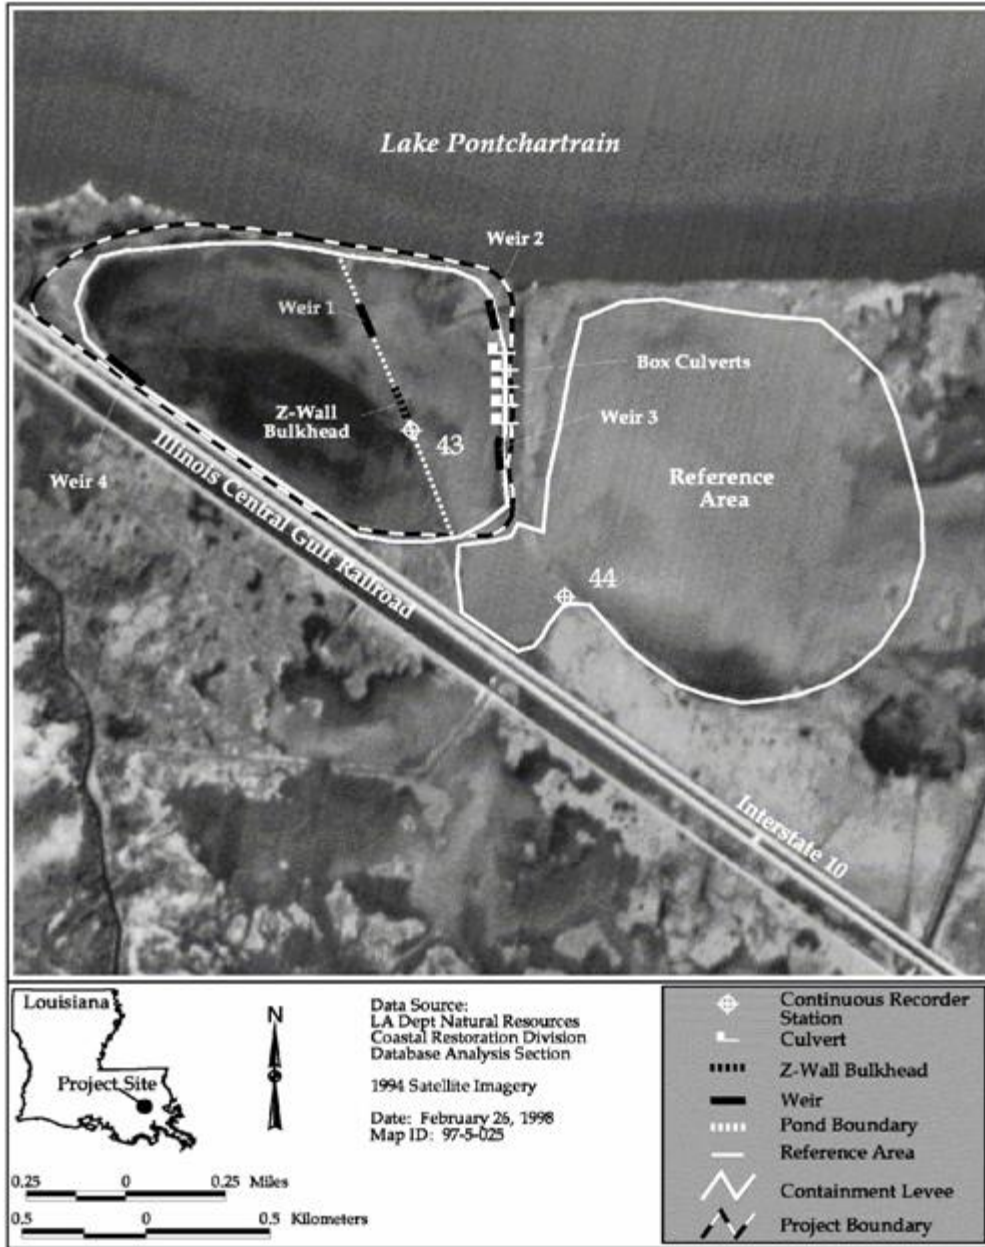 Lake Pontchartrain
Weir 2
Weir 1
Box Culverts
Z-Wall
Bulkhead
43
Weir 3
Weir 4
Illinois Central Gulf Railroad
Reference
Area
44
Interstate 10
Louisiana
Project Site
N
Data Source:
LA Dept Natural Resources
Coastal Restoration Division
Database Analysis Section
1994 Satellite Imagery
Date: February 26, 1998
Map ID: 97-5-025
0.25 0 0.25 Miles
0.5 0 0.5 Kilometers
Continuous Recorder
Station
Culvert
Z-Wall Bulkhead
Weir
Pond Boundary
Reference Area
Containment Levee
Project Boundary